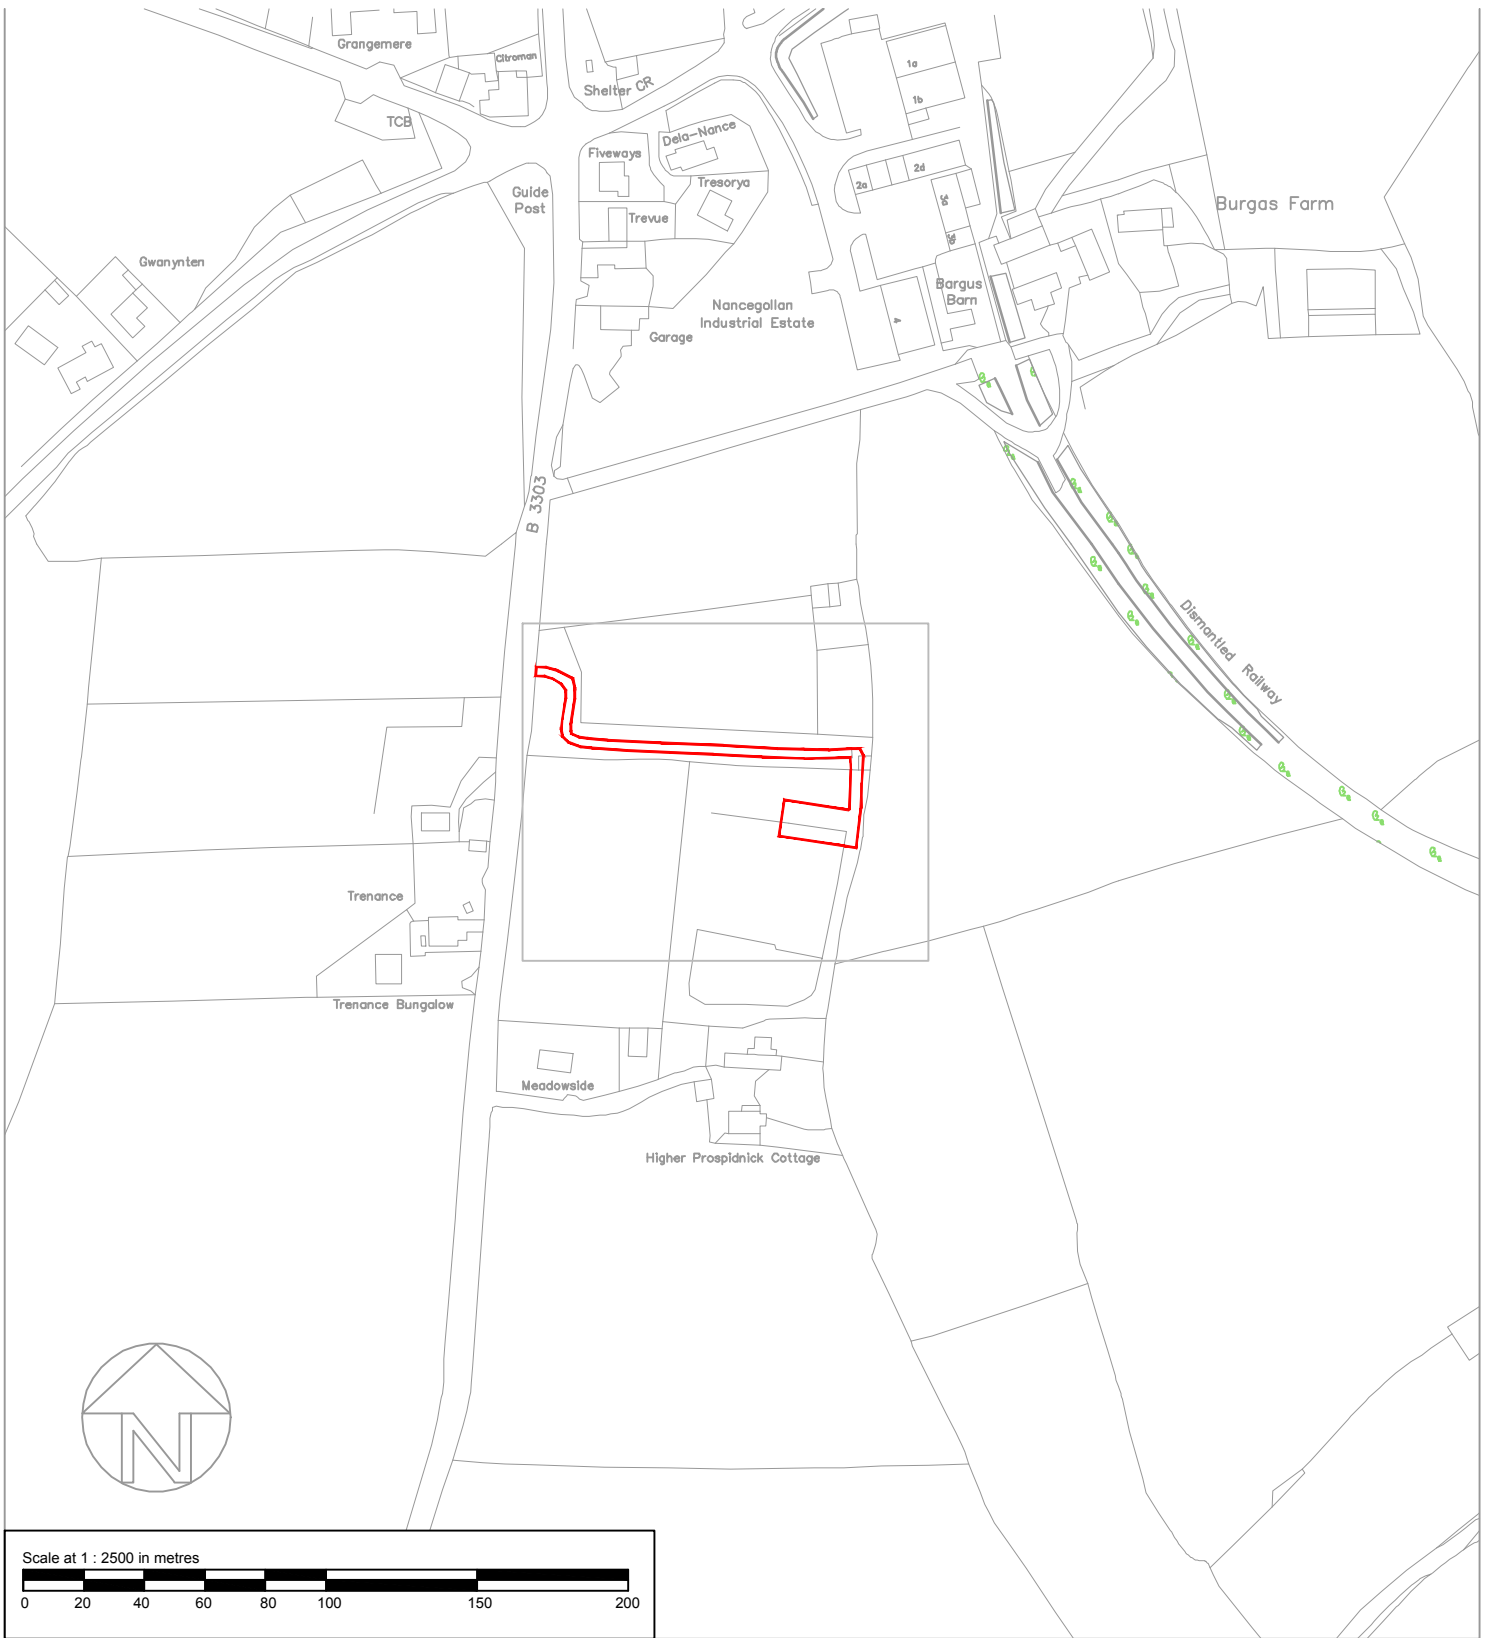 Grangemere
Citroman
Shelter
CR
TCB
1a
1b
Dela-Nance
Fiveways
2a
2d
Tresorya
Guide
Post
3a
Trevue
Burgas Farm
3b
Gwanynten
Bargus
Barn
Nancegollan
Industrial Estate
4
Garage
B 3303
Dismantled Railway
Trenance
Trenance Bungalow
Meadowside
Higher Prospidnick Cottage
N
Scale at 1 : 2500 in metres
0 20 40 60 80 100 150 200